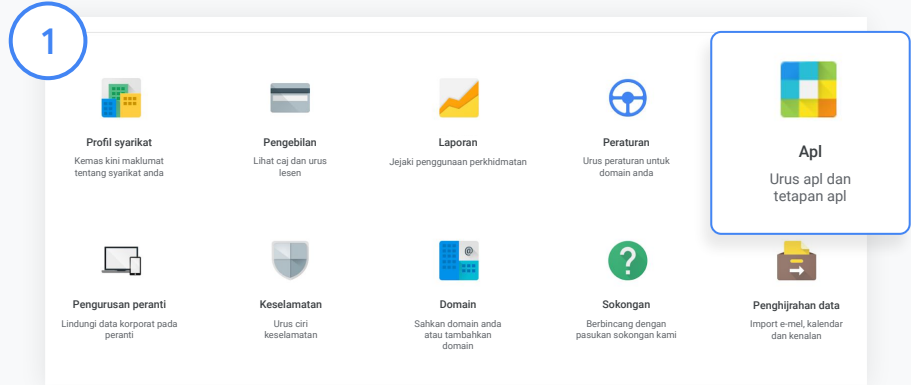 1
Profil syarikat
Kemas kini maklumat
tentang syarikat anda
Pengebilan
Lihat caj dan urus
lesen
Laporan
Jejaki penggunaan perkhidmatan
Peraturan
Urus peraturan untuk
domain anda
Apl
Urus apl dan
tetapan apl
Pengurusan peranti
Lindungi data korporat pada
peranti
Keselamatan
Urus ciri
keselamatan
@
Domain
Sahkan domain anda
atau tambahkan
domain
?
Sokongan
Berbincang dengan
pasukan sokongan kami
Penghijrahan data
Import e-mel, kalendar
dan kenalan